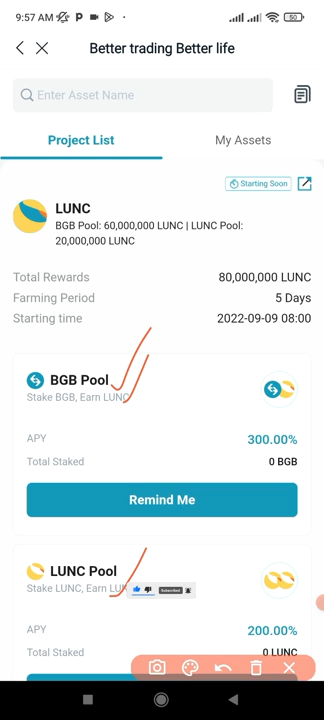 9:57 AM
50
Better trading Better life
Enter Asset Name
Project List
My Assets
Starting Soon
LUNC
BGB Pool: 60,000,000 LUNC | LUNC Pool:
20,000,000 LUNC
Total Rewards 80,000,000 LUNC
Farming Period 5 Days
Starting time 2022-09-09 08:00
BGB Pool
Stake BGB, Earn LUNC
APY 300.00%
Total Staked 0 BGB
Remind Me
LUNC Pool
Stake LUNC, Earn
Subscribed
APY 200.00%
Total Staked 0 LUNC